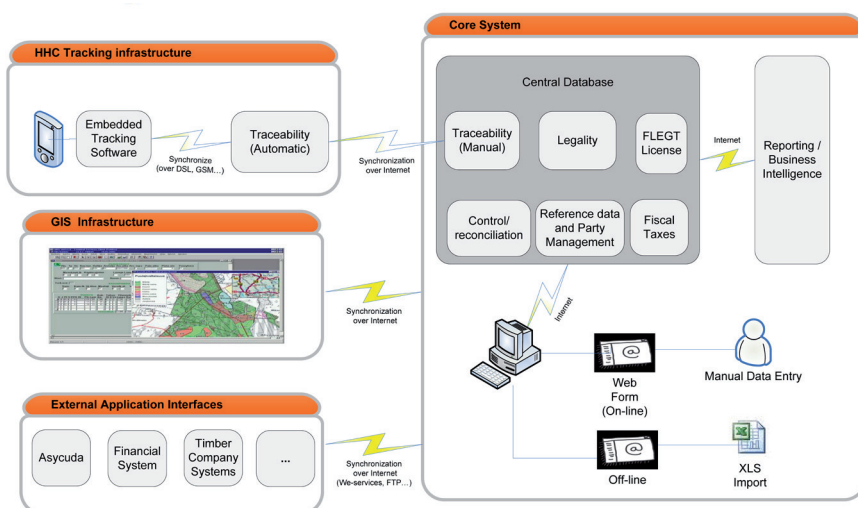 Core System
HHC Tracking infrastructure
Central Database
Embedded
Tracking
Software
Traceability
(Automatic)
Synchronize
(over DSL, GSM...)
Synchronization
over Internet
Traceability
(Manual)
Legality
FLEGT
License
Internet
Reporting /
Business
Intelligence
Control/
reconciliation
Reference data
and Party
Management
Fiscal
Taxes
GIS Infrastructure
Synchronization
over Internet
Internet
Web
Form
(On-line)
Manual Data Entry
External Application Interfaces
Asycuda
Financial
System
Timber
Company
Systems
...
Synchronization
over Internet
(We-services, FTP...)
Off-line
XLS
Import